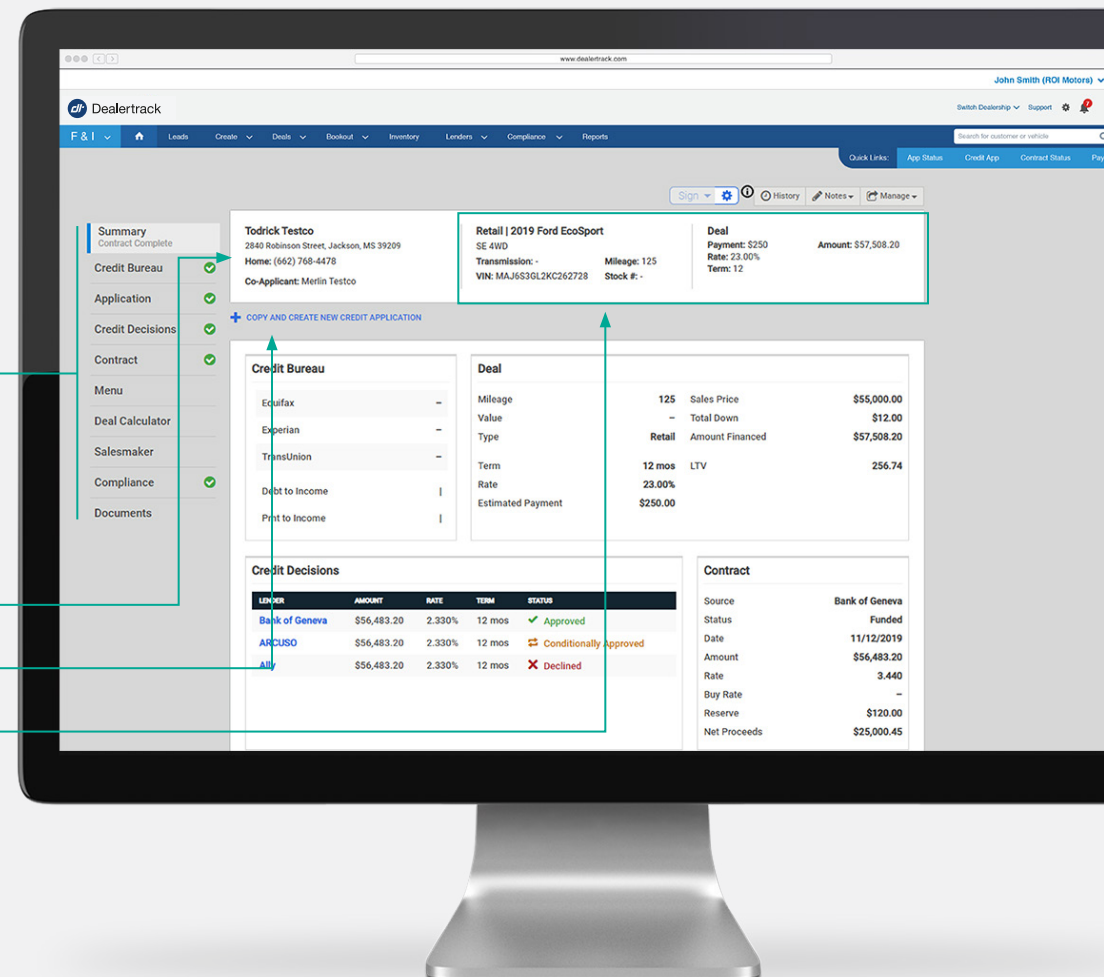 www.dealertrack.com
John Smith (ROI Motors)
dt Dealertrack
Switch Dealership Support
F & I Leads Create Deals Bookout Inventory Lenders Compliance Reports
Search for customer or vehicle
Quick Links: App Status Credit App Contract Status Pay
Sign History Notes Manage
Summary
Contract Complete
Credit Bureau
Application
Credit Decisions
Contract
Menu
Deal Calculator
Salesmaker
Compliance
Documents
Todrick Testco
2840 Robinson Street, Jackson, MS 39209
Home: (662) 768-4478
Co-Applicant: Merlin Testco
Retail | 2019 Ford EcoSport
SE 4WD
Transmission: - Mileage: 125
VIN: MAJ6S3GL2KC262728 Stock #: -
Deal
Payment: $250 Amount: $57,508.20
Rate: 23.00%
Term: 12
+ COPY AND CREATE NEW CREDIT APPLICATION
Credit Bureau
Equifax –
Experian –
TransUnion –
Debt to Income |
Pmt to Income |
Deal
Mileage 125 Sales Price $55,000.00
Value – Total Down $12.00
Type Retail Amount Financed $57,508.20
Term 12 mos LTV 256.74
Rate 23.00%
Estimated Payment $250.00
Credit Decisions
LENDER AMOUNT RATE TERM STATUS
Bank of Geneva $56,483.20 2.330% 12 mos Approved
ARCUSO $56,483.20 2.330% 12 mos Conditionally Approved
Ally $56,483.20 2.330% 12 mos Declined
Contract
Source Bank of Geneva
Status Funded
Date 11/12/2019
Amount $56,483.20
Rate 3.440
Buy Rate –
Reserve $120.00
Net Proceeds $25,000.45